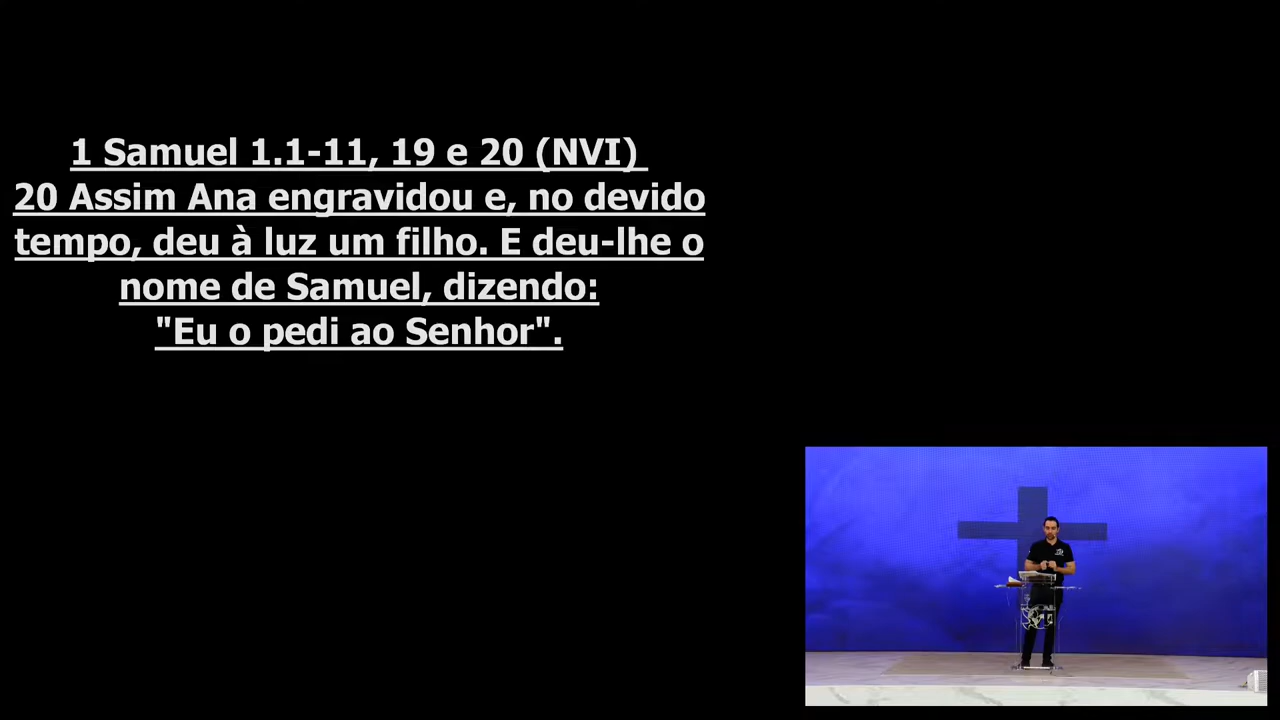 1 Samuel 1.1-11, 19 e 20 (NVI)
20 Assim Ana engravidou e, no devido
tempo, deu à luz um filho. E deu-lhe o
nome de Samuel, dizendo:
"Eu o pedi ao Senhor".